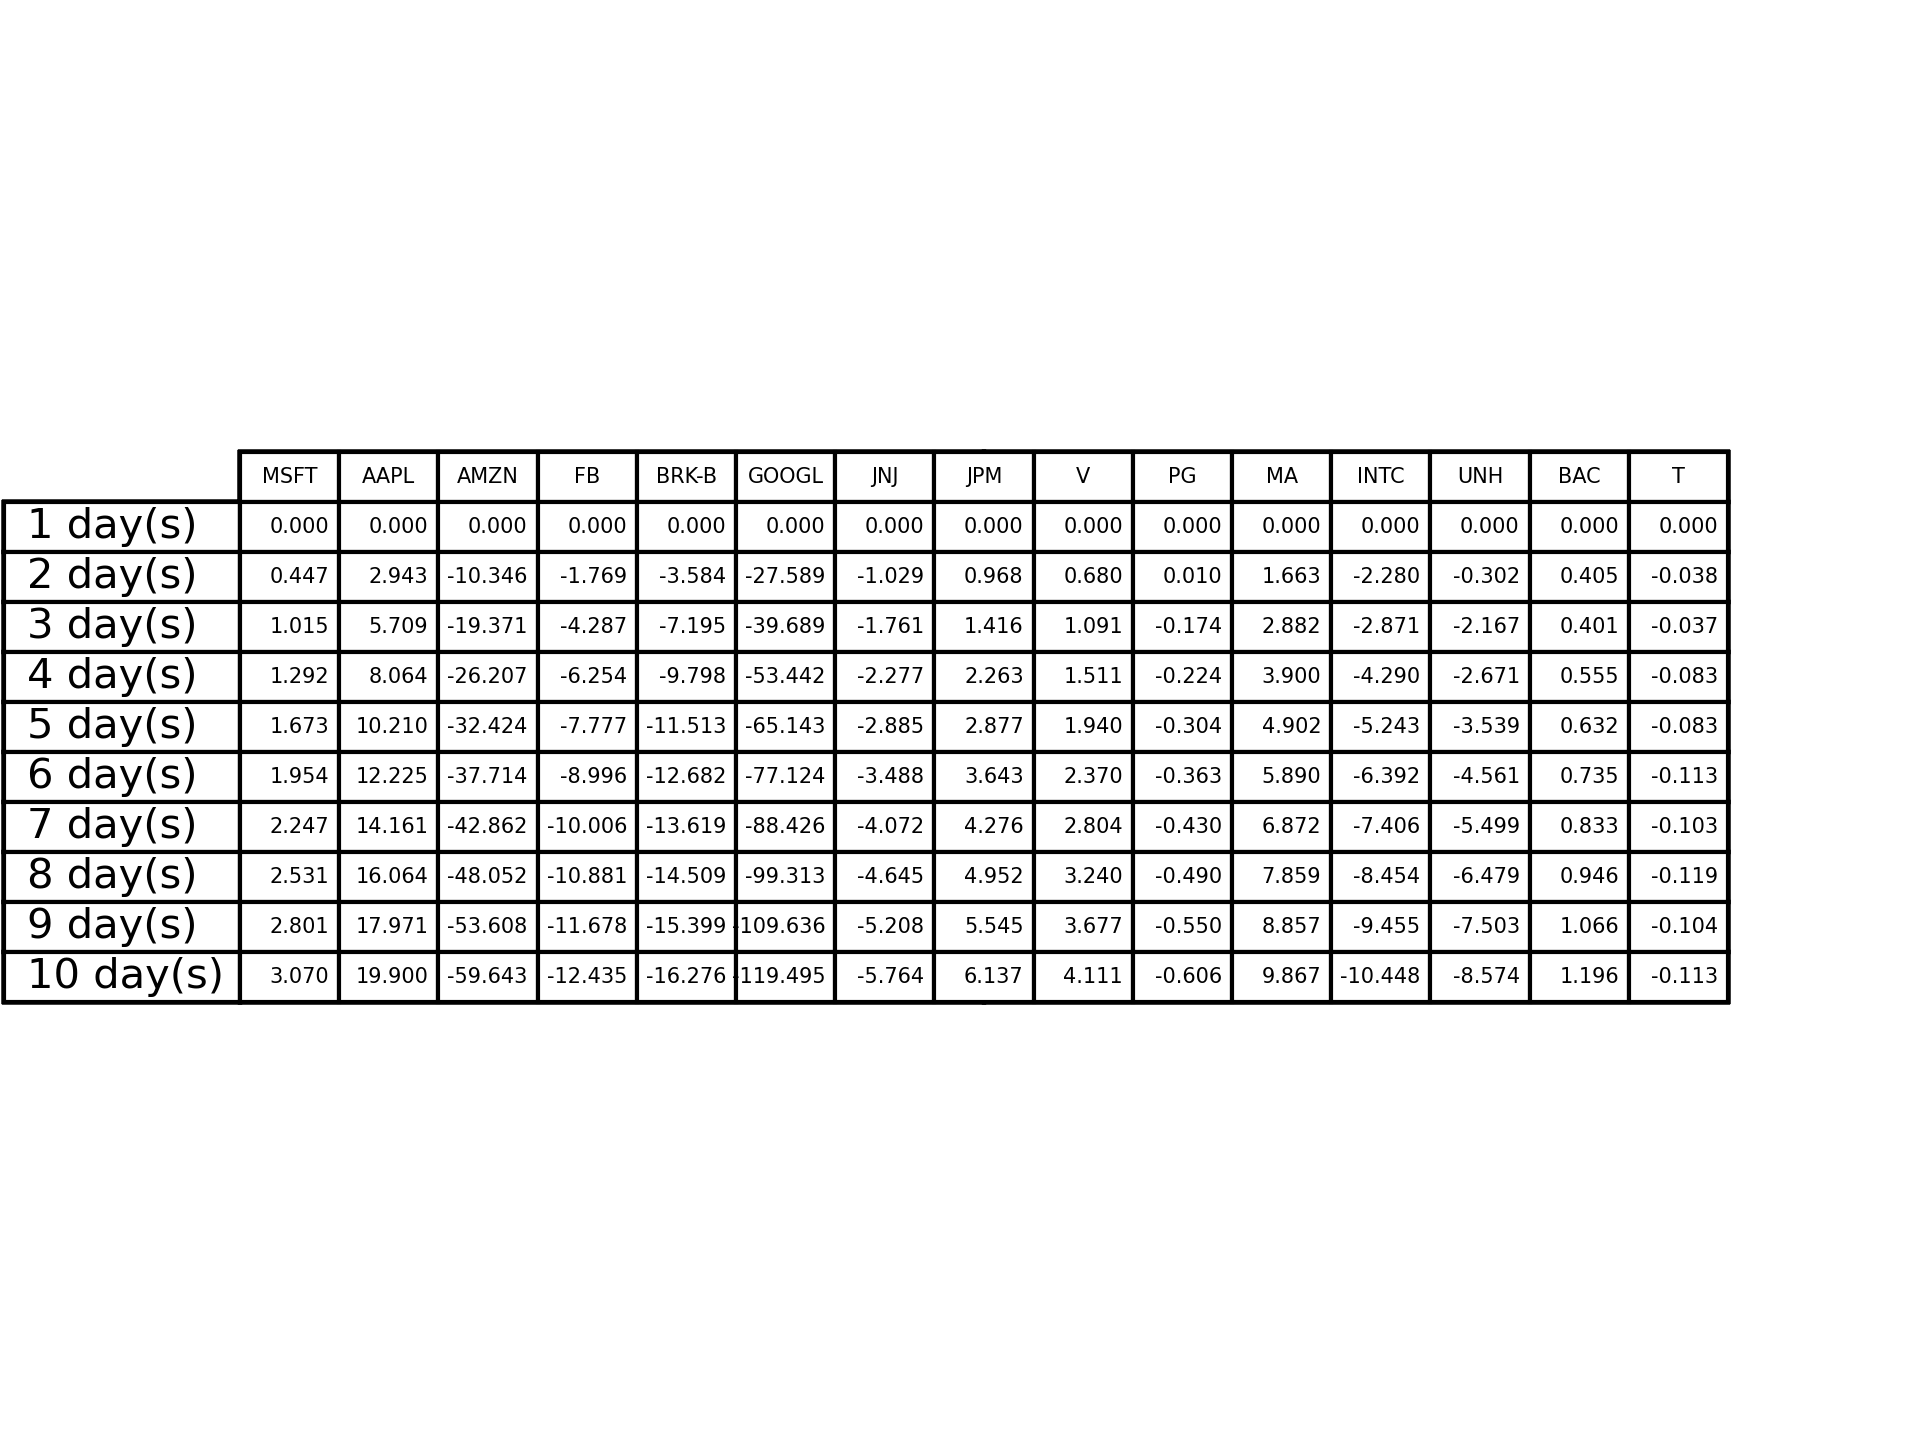 MSFT AAPL AMZN FB BRK-B GOOGL JNJ JPM V PG MA INTC UNH BAC T
1 day(s) 0.000 0.000 0.000 0.000 0.000 0.000 0.000 0.000 0.000 0.000 0.000 0.000 0.000 0.000 0.000
2 day(s) 0.447 2.943 -10.346 -1.769 -3.584 -27.589 -1.029 0.968 0.680 0.010 1.663 -2.280 -0.302 0.405 -0.038
3 day(s) 1.015 5.709 -19.371 -4.287 -7.195 -39.689 -1.761 1.416 1.091 -0.174 2.882 -2.871 -2.167 0.401 -0.037
4 day(s) 1.292 8.064 -26.207 -6.254 -9.798 -53.442 -2.277 2.263 1.511 -0.224 3.900 -4.290 -2.671 0.555 -0.083
5 day(s) 1.673 10.210 -32.424 -7.777 -11.513 -65.143 -2.885 2.877 1.940 -0.304 4.902 -5.243 -3.539 0.632 -0.083
6 day(s) 1.954 12.225 -37.714 -8.996 -12.682 -77.124 -3.488 3.643 2.370 -0.363 5.890 -6.392 -4.561 0.735 -0.113
7 day(s) 2.247 14.161 -42.862 -10.006 -13.619 -88.426 -4.072 4.276 2.804 -0.430 6.872 -7.406 -5.499 0.833 -0.103
8 day(s) 2.531 16.064 -48.052 -10.881 -14.509 -99.313 -4.645 4.952 3.240 -0.490 7.859 -8.454 -6.479 0.946 -0.119
9 day(s) 2.801 17.971 -53.608 -11.678 -15.399 -109.636 -5.208 5.545 3.677 -0.550 8.857 -9.455 -7.503 1.066 -0.104
10 day(s) 3.070 19.900 -59.643 -12.435 -16.276 -119.495 -5.764 6.137 4.111 -0.606 9.867 -10.448 -8.574 1.196 -0.113